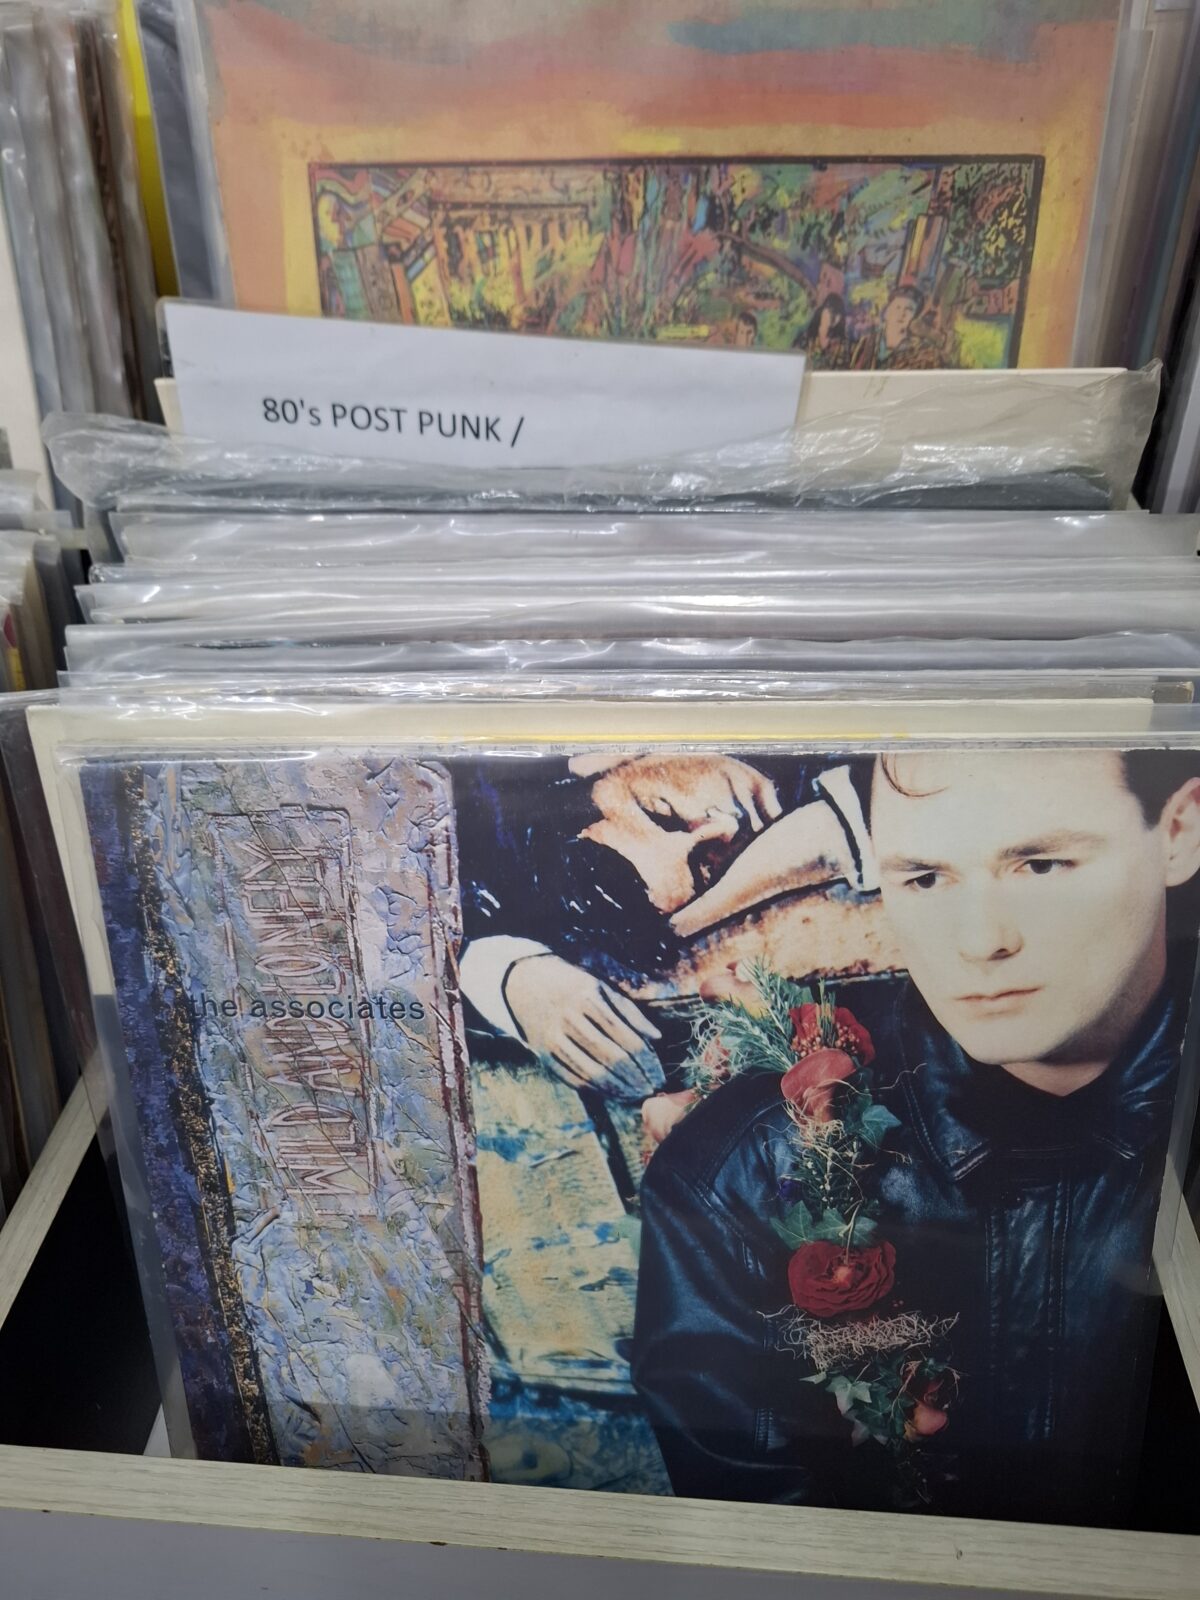 80's POST PUNK /
the associates
WILD AND LONELY